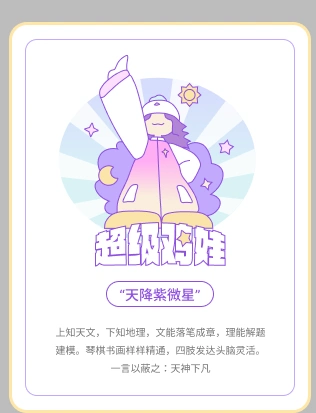 超级鸡娃
“天降紫微星”
上知天文，下知地理，文能落笔成章，理能解题
建模。琴棋书画样样精通，四肢发达头脑灵活。
一言以蔽之：天神下凡